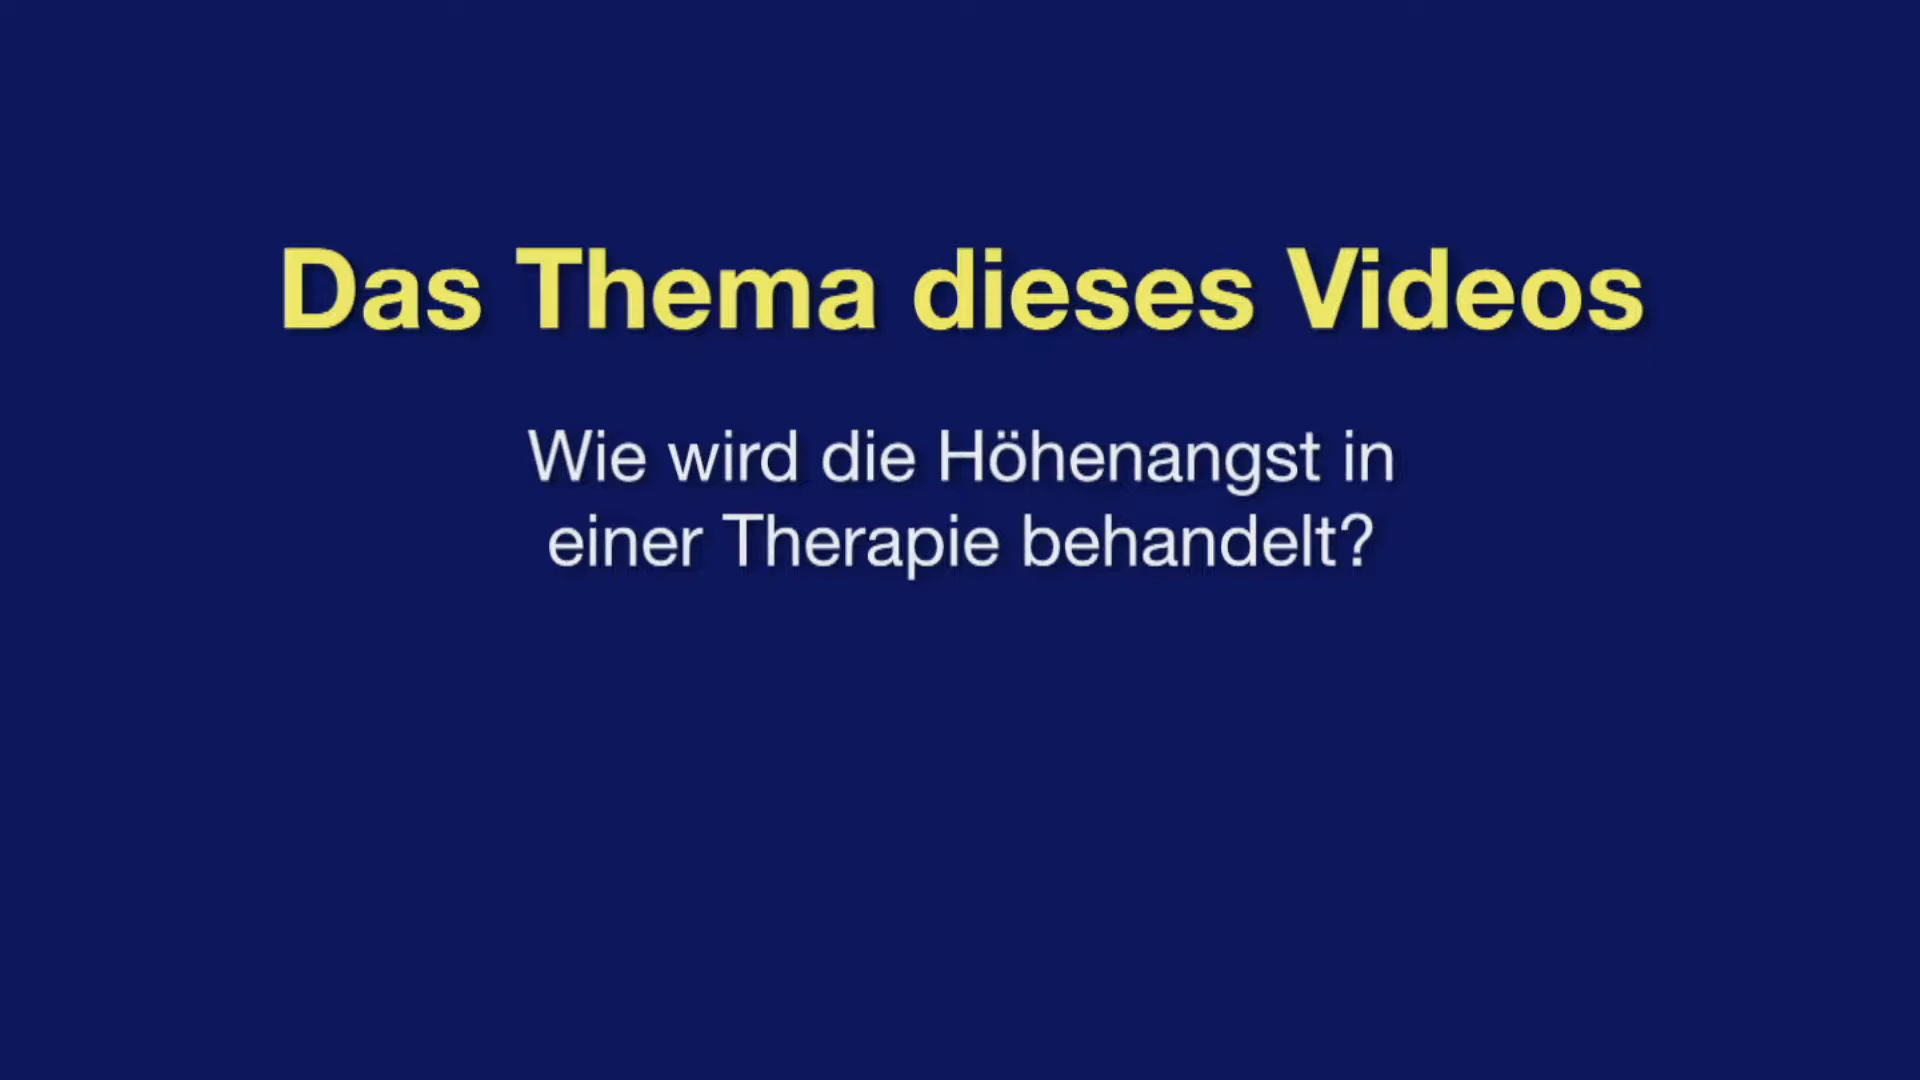 Das Thema dieses Videos
Wie wird die Höhenangst in
einer Therapie behandelt?